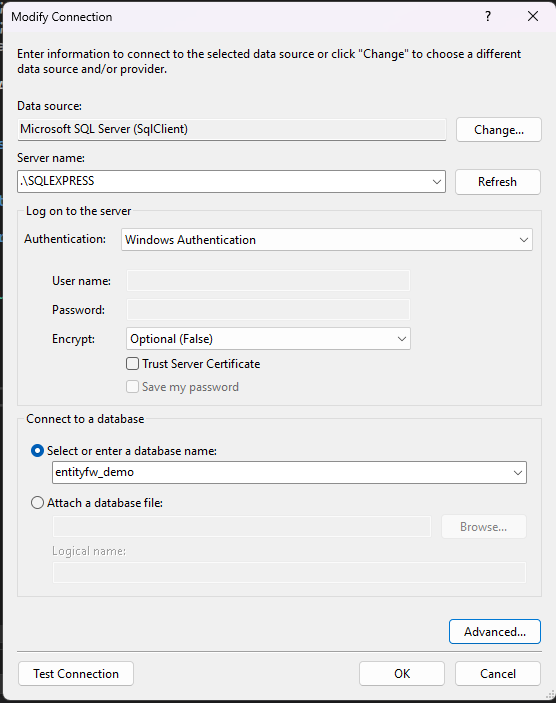 Modify Connection
?
Enter information to connect to the selected data source or click "Change" to choose a different
data source and/or provider.
Data source:
Microsoft SQL Server (SqlClient)
Change...
Server name:
.\SQLEXPRESS
Refresh
Log on to the server
Authentication:
Windows Authentication
User name:
Password:
Encrypt:
Optional (False)
Trust Server Certificate
Save my password
Connect to a database
Select or enter a database name:
entityfw_demo
Attach a database file:
Browse...
Logical name:
Advanced...
Test Connection
OK
Cancel